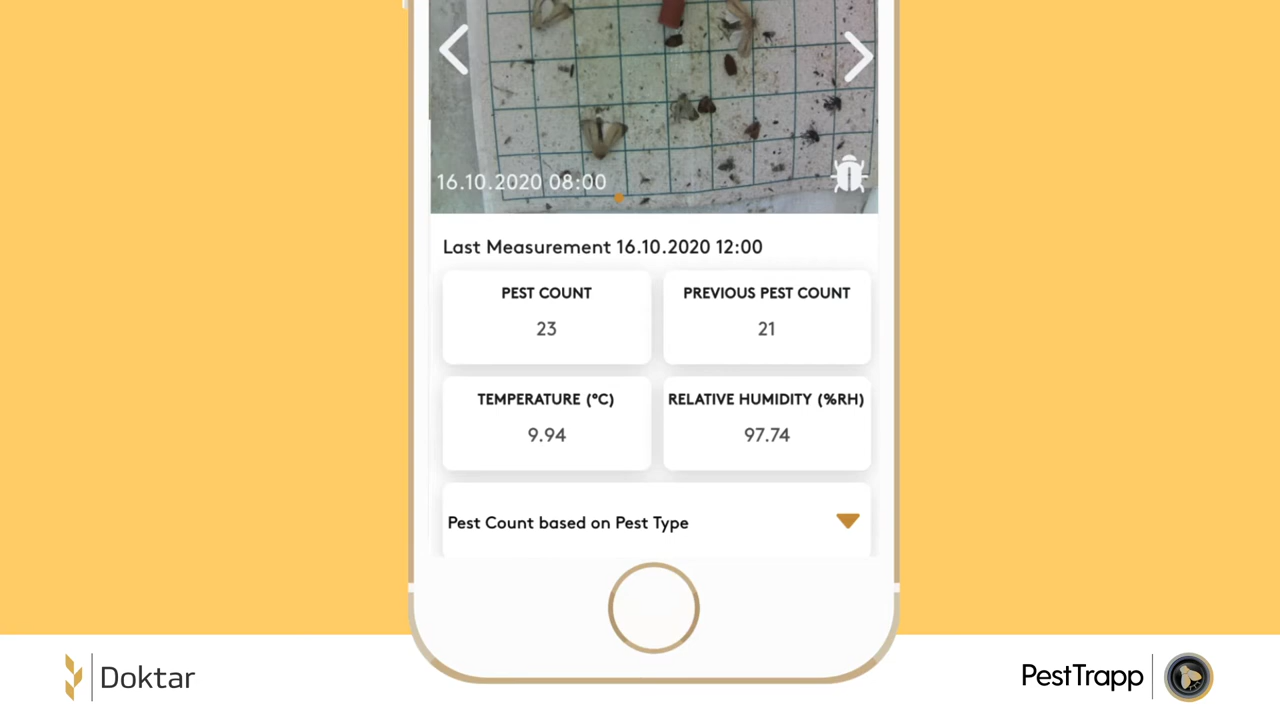 16.10.2020 08:00
Last Measurement 16.10.2020 12:00
PEST COUNT
23
PREVIOUS PEST COUNT
21
TEMPERATURE (°C)
9.94
RELATIVE HUMIDITY (%RH)
97.74
Pest Count based on Pest Type
Doktar
PestTrapp